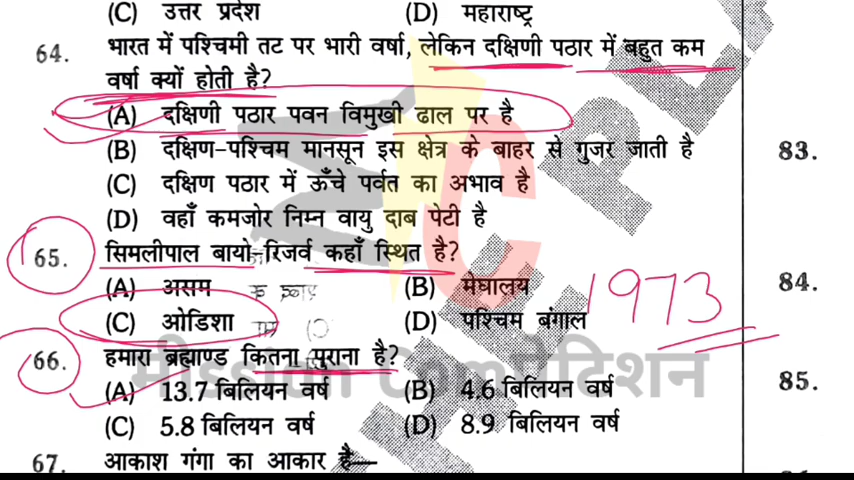 (C) उत्तर प्रदेश (D) महाराष्ट्र
64. भारत में पश्चिमी तट पर भारी वर्षा, लेकिन दक्षिणी पठार में बहुत कम
वर्षा क्यों होती है?
(A) दक्षिणी पठार पवन विमुखी ढाल पर है
(B) दक्षिण-पश्चिम मानसून इस क्षेत्र के बाहर से गुजर जाती है
83.
(C) दक्षिण पठार में ऊँचे पर्वत का अभाव है
(D) वहाँ कमजोर निम्न वायु दाब पेटी है
65. सिमलीपाल बायो रिजर्व कहाँ स्थित है?
(A) असम (B) मेघालय
84.
1973
(C) ओडिशा (D) पश्चिम बंगाल
66. हमारा ब्रह्माण्ड कितना पुराना है?
(A) 13.7 बिलियन वर्ष (B) 4.6 बिलियन वर्ष
85.
(C) 5.8 बिलियन वर्ष (D) 8.9 बिलियन वर्ष
67. आकाश गंगा का आकार है—